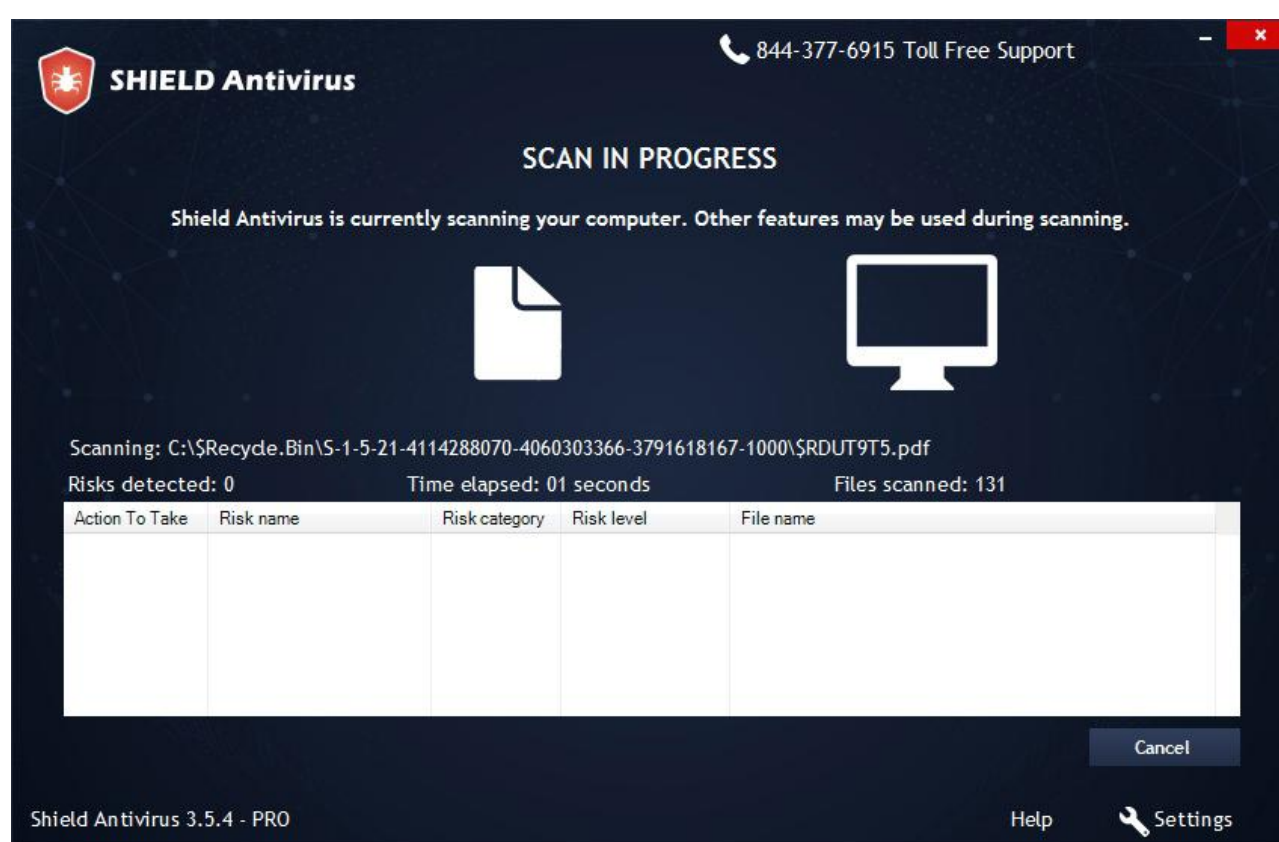 844-377-6915 Toll Free Support
SHIELD Antivirus
SCAN IN PROGRESS
Shield Antivirus is currently scanning your computer. Other features may be used during scanning.
Scanning: C:\$Recycle.Bin\S-1-5-21-4114288070-4060303366-3791618167-1000\$RDUT9T5.pdf
Risks detected: 0 Time elapsed: 01 seconds Files scanned: 131
Action To Take Risk name Risk category Risk level File name
Cancel
Shield Antivirus 3.5.4 - PRO Help Settings